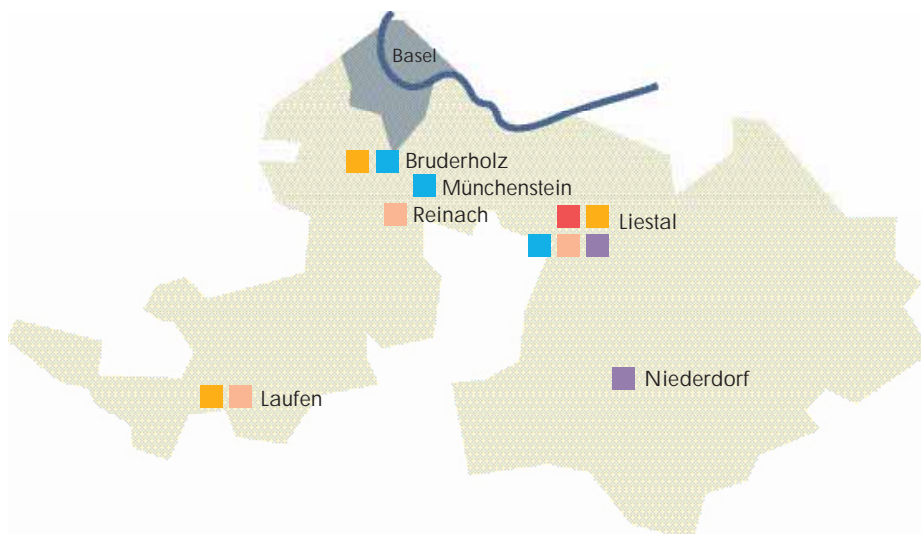 Basel
Bruderholz
Münchenstein
Reinach
Liestal
Niederdorf
Laufen